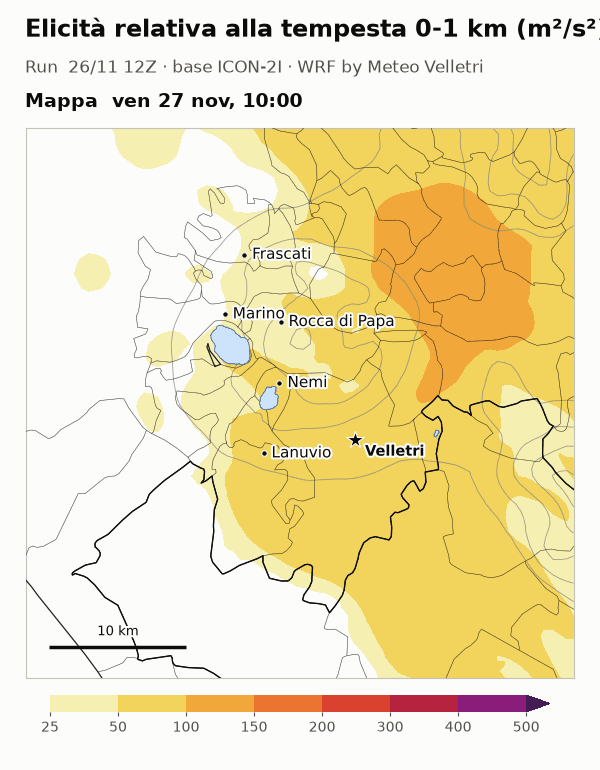 Elicità relativa alla tempesta 0-1 km (m²/s²)
Run  26/11 12Z · base ICON-2I · WRF by Meteo Velletri
Mappa  ven 27 nov, 10:00
Frascati
Marino
Rocca di Papa
Nemi
Velletri
Lanuvio
10 km
25 50 100 150 200 300 400 500